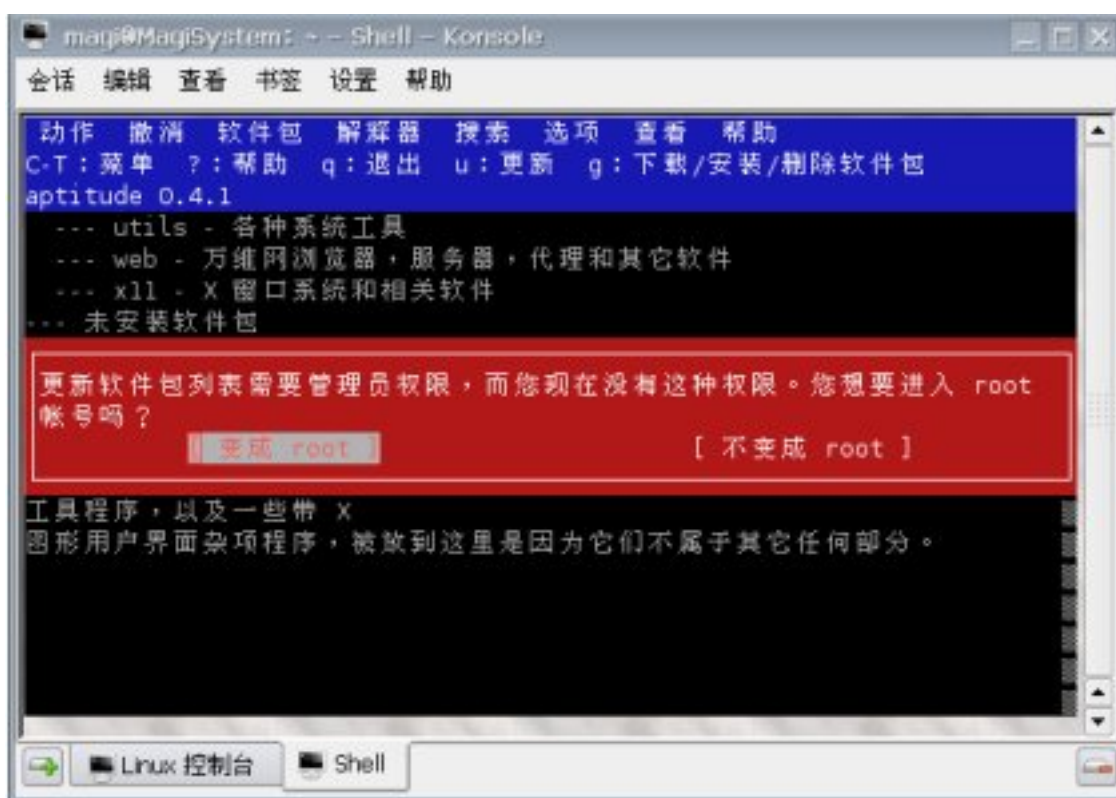 magi@MagiSystem: ~ - Shell - Konsole
会话 编辑 查看 书签 设置 帮助
动作 撤消 软件包 解释器 搜索 选项 查看 帮助
C-T：菜单 ?：帮助 q：退出 u：更新 g：下载/安装/删除软件包
aptitude 0.4.1
--- utils - 各种系统工具
--- web - 万维网浏览器，服务器，代理和其它软件
--- x11 - X 窗口系统和相关软件
--- 未安装软件包
更新软件包列表需要管理员权限，而您现在没有这种权限。您想要进入 root
帐号吗？
[ 变成 root ] [ 不变成 root ]
工具程序，以及一些带 X
图形用户界面杂项程序，被放到这里是因为它们不属于其它任何部分。
Linux 控制台 Shell